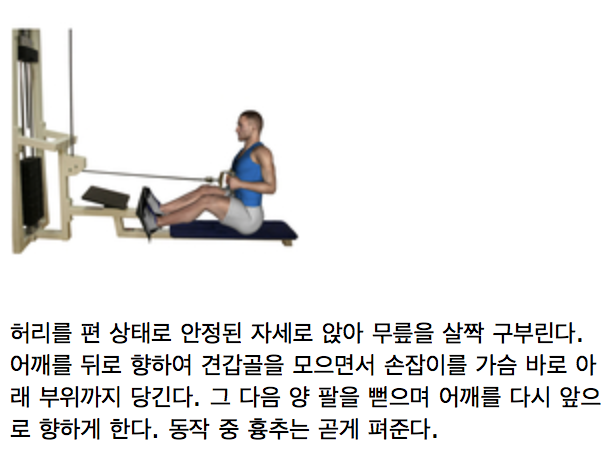 허리를 편 상태로 안정된 자세로 앉아 무릎을 살짝 구부린다.
어깨를 뒤로 향하여 견갑골을 모으면서 손잡이를 가슴 바로 아
래 부위까지 당긴다. 그 다음 양 팔을 뻗으며 어깨를 다시 앞으
로 향하게 한다. 동작 중 흉추는 곧게 펴준다.